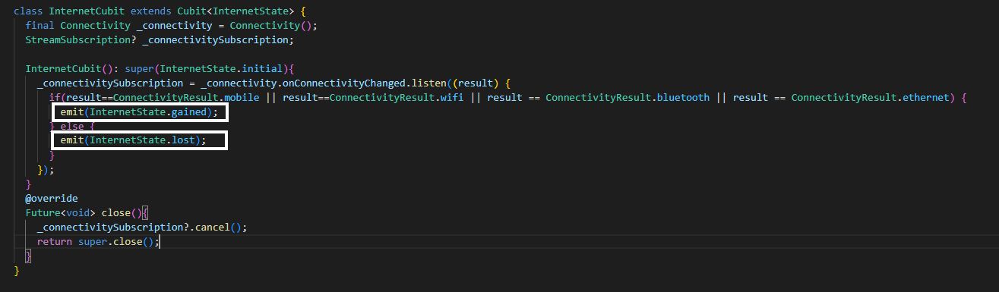 class InternetCubit extends Cubit<InternetState> {
final Connectivity _connectivity = Connectivity();
StreamSubscription? _connectivitySubscription;
InternetCubit(): super(InternetState.initial){
_connectivitySubscription = _connectivity.onConnectivityChanged.listen((result) {
if(result==ConnectivityResult.mobile || result==ConnectivityResult.wifi || result == ConnectivityResult.bluetooth || result == ConnectivityResult.ethernet) {
emit(InternetState.gained);
} else {
emit(InternetState.lost);
}
});
}
@override
Future<void> close(){
_connectivitySubscription?.cancel();
return super.close();
}
}